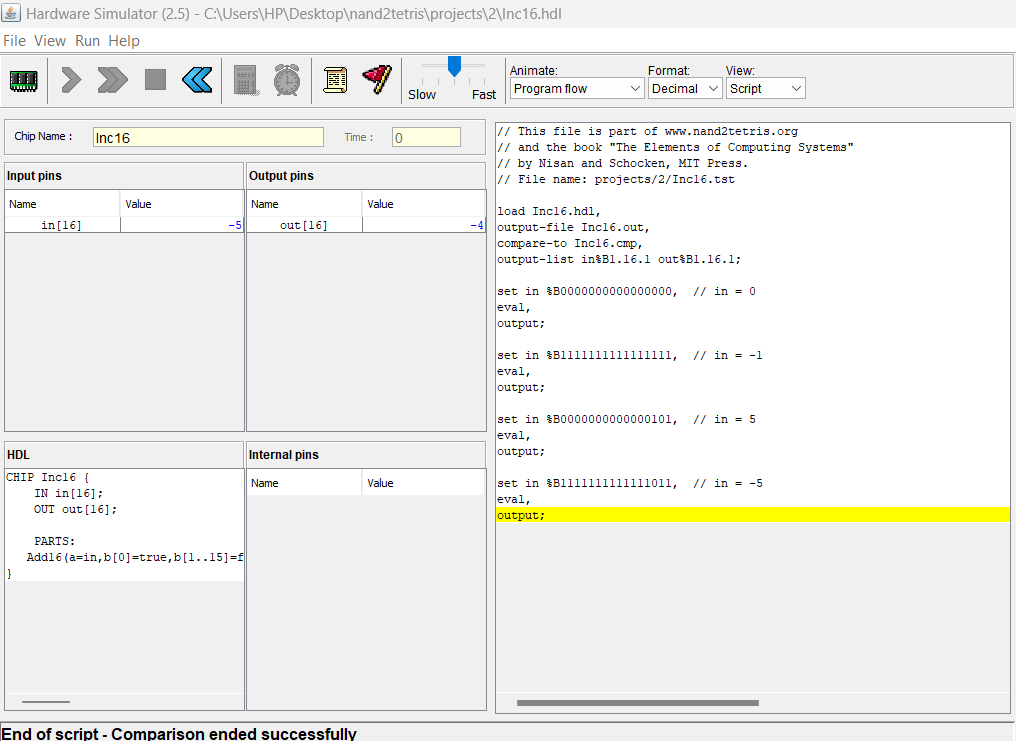 Hardware Simulator (2.5) - C:\Users\HP\Desktop\nand2tetris\projects\2\Inc16.hdl
File View Run Help
Animate: Format: View:
Slow Fast Program flow Decimal Script
Chip Name : Inc16 Time : 0
Input pins
Name Value
in[16] -5
Output pins
Name Value
out[16] -4
HDL
CHIP Inc16 {
IN in[16];
OUT out[16];
PARTS:
Add16(a=in,b[0]=true,b[1..15]=f
}
Internal pins
Name Value
// This file is part of www.nand2tetris.org
// and the book "The Elements of Computing Systems"
// by Nisan and Schocken, MIT Press.
// File name: projects/2/Inc16.tst
load Inc16.hdl,
output-file Inc16.out,
compare-to Inc16.cmp,
output-list in%B1.16.1 out%B1.16.1;
set in %B0000000000000000,  // in = 0
eval,
output;
set in %B1111111111111111,  // in = -1
eval,
output;
set in %B0000000000000101,  // in = 5
eval,
output;
set in %B1111111111111011,  // in = -5
eval,
output;
End of script - Comparison ended successfully